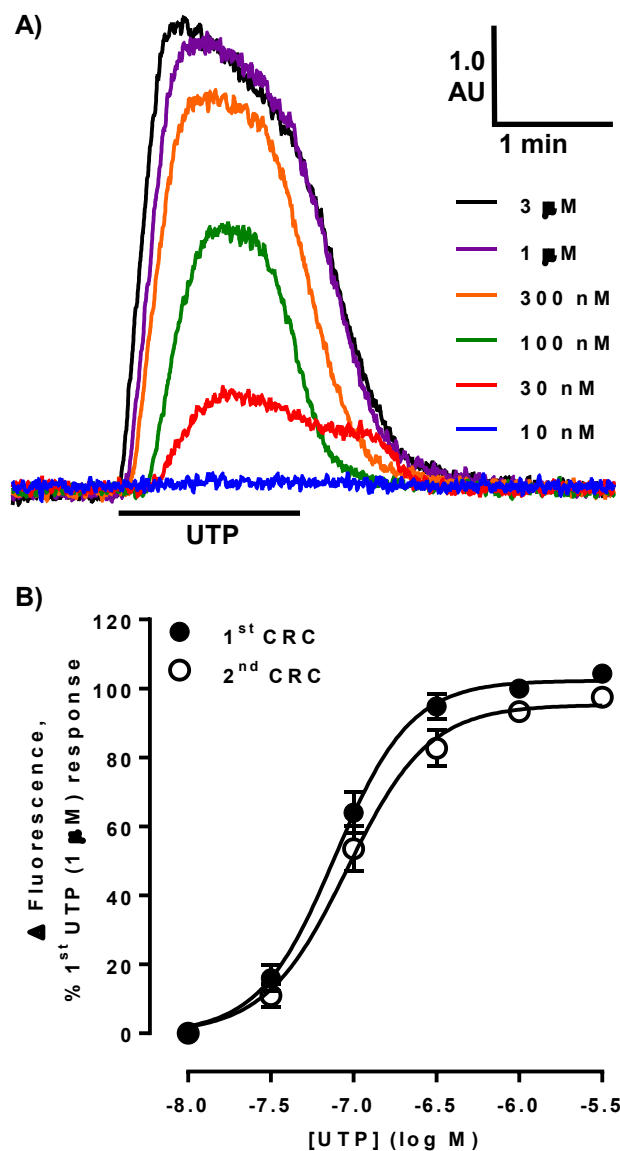 A)
1.0
AU
1 min
3 μM
1 μM
300 nM
100 nM
30 nM
10 nM
UTP
B)
1st CRC
2nd CRC
Δ Fluorescence,
% 1st UTP (1 μM) response
120
100
80
60
40
20
0
-8.0 -7.5 -7.0 -6.5 -6.0 -5.5
[UTP] (log M)